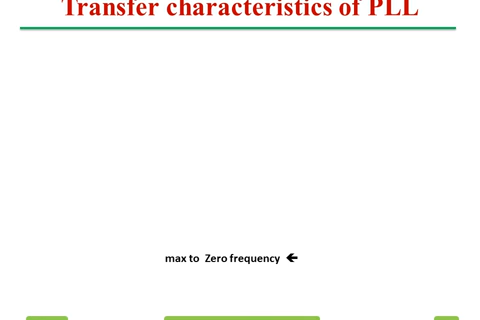 Transfer characteristics of PLL
max to Zero frequency ←